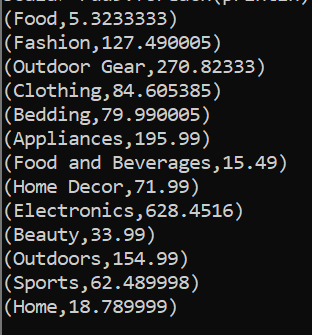 (Food,5.3233333)
(Fashion,127.490005)
(Outdoor Gear,270.82333)
(Clothing,84.605385)
(Bedding,79.990005)
(Appliances,195.99)
(Food and Beverages,15.49)
(Home Decor,71.99)
(Electronics,628.4516)
(Beauty,33.99)
(Outdoors,154.99)
(Sports,62.489998)
(Home,18.789999)